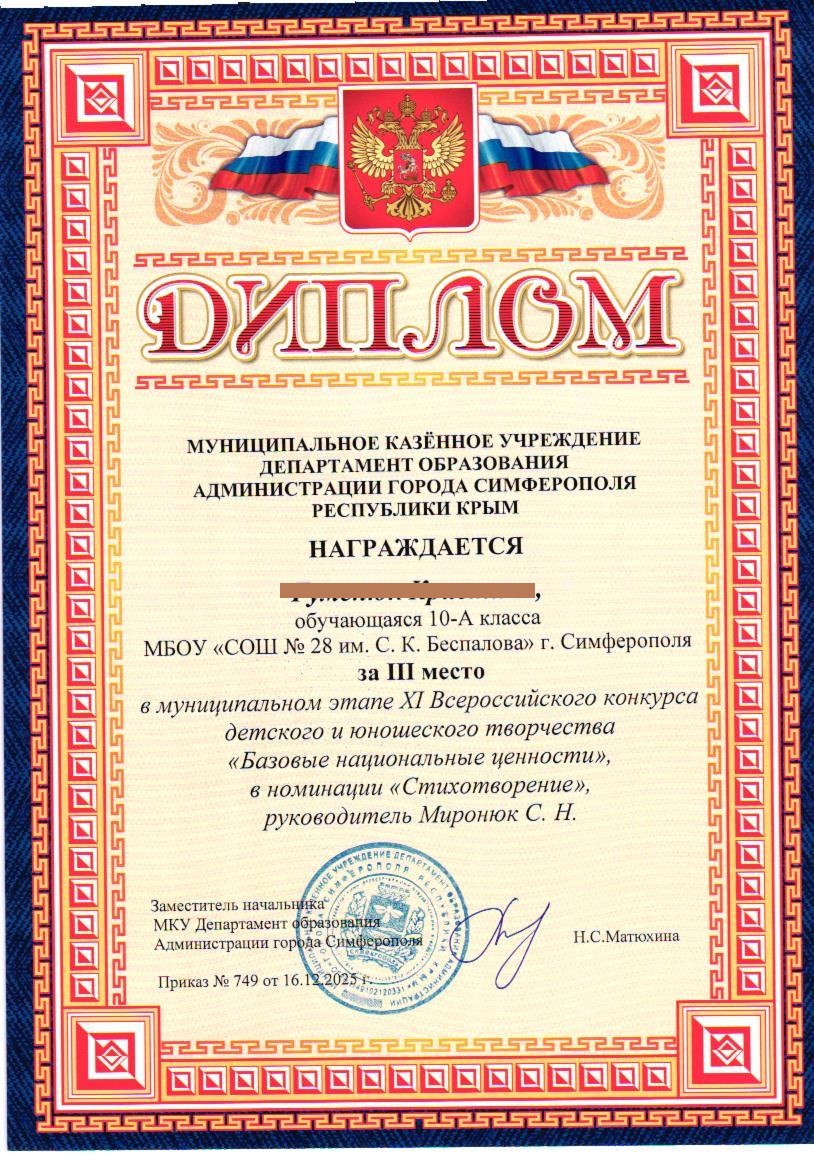 ДИПЛОМ
МУНИЦИПАЛЬНОЕ КАЗЁННОЕ УЧРЕЖДЕНИЕ
ДЕПАРТАМЕНТ ОБРАЗОВАНИЯ
АДМИНИСТРАЦИИ ГОРОДА СИМФЕРОПОЛЯ
РЕСПУБЛИКИ КРЫМ
НАГРАЖДАЕТСЯ
обучающаяся 10-А класса
МБОУ «СОШ № 28 им. С. К. Беспалова» г. Симферополя
за III место
в муниципальном этапе XI Всероссийского конкурса
детского и юношеского творчества
«Базовые национальные ценности»,
в номинации «Стихотворение»,
руководитель Миронюк С. Н.
Заместитель начальника
МКУ Департамент образования
Администрации города Симферополя
Н.С.Матюхина
Приказ № 749 от 16.12.2025 г.